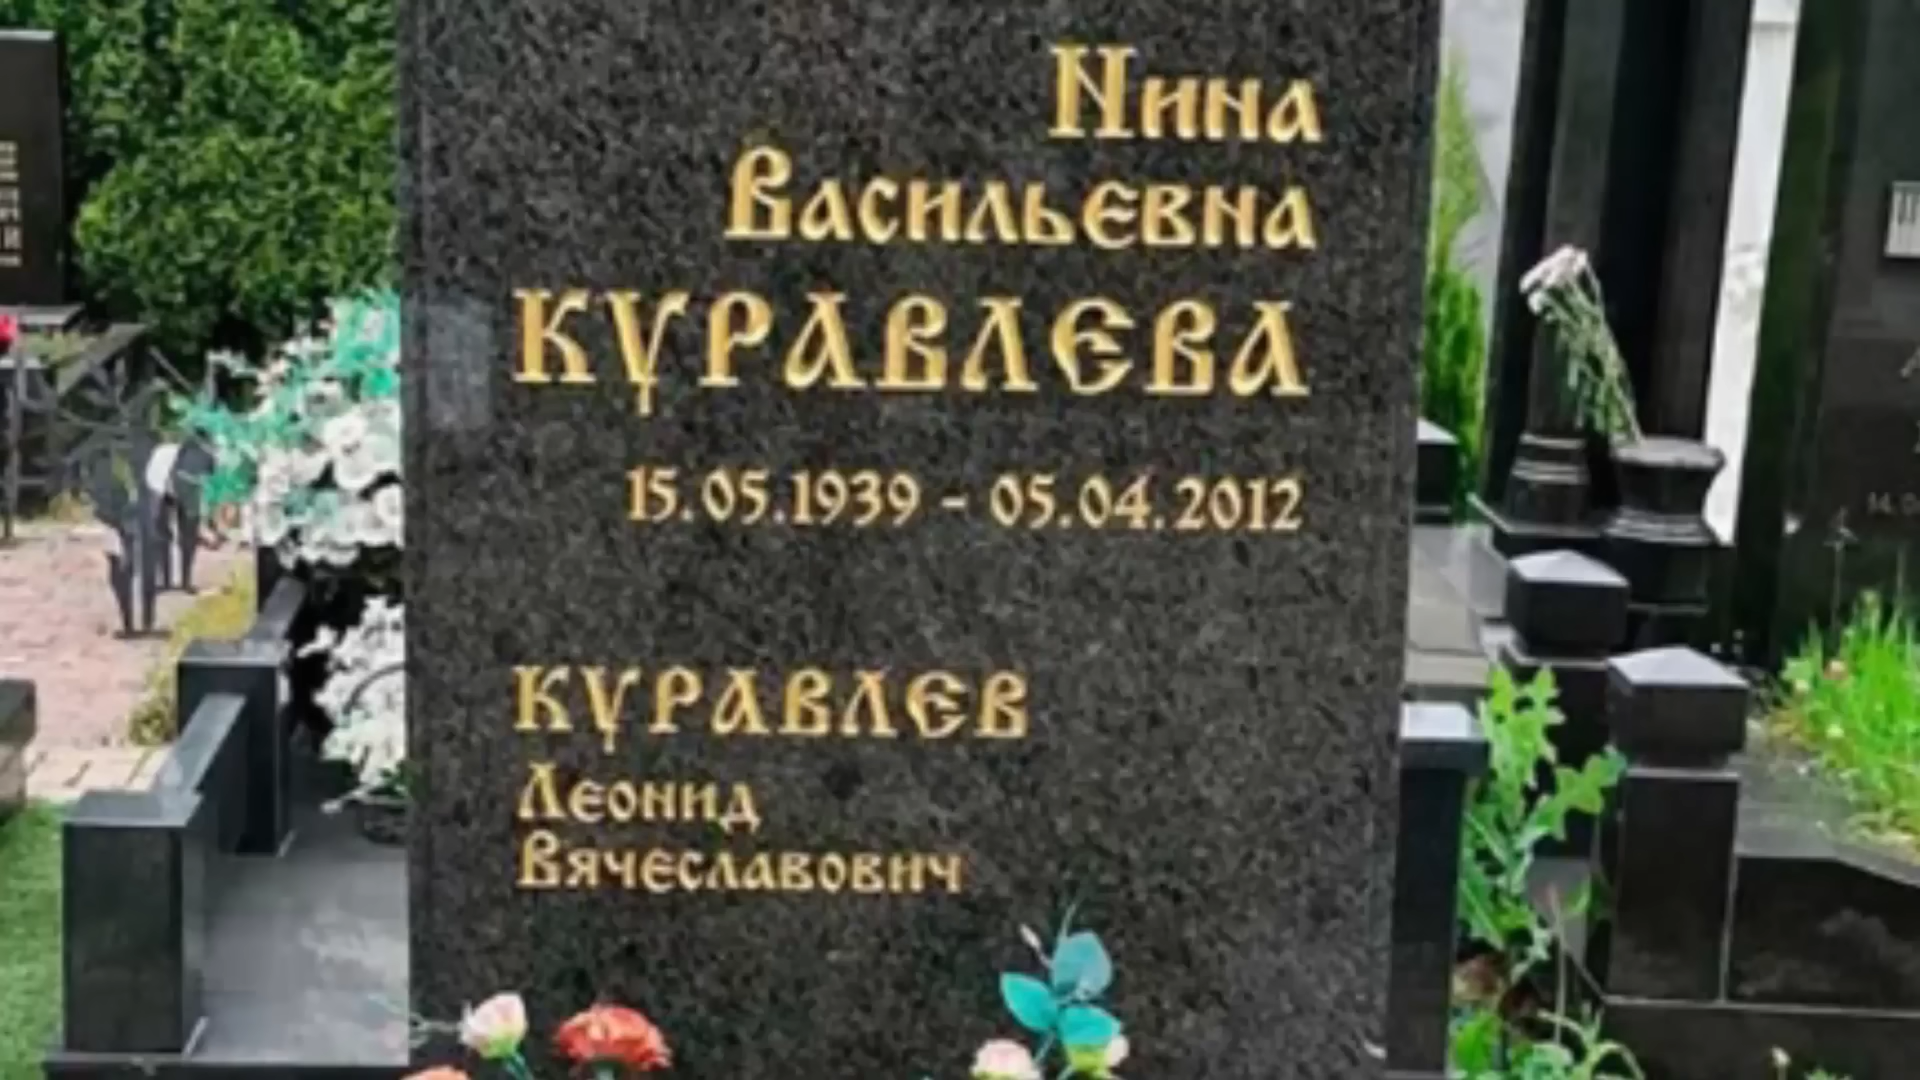 Нина
Васильевна
КУРАВЛЕВА
15.05.1939 - 05.04.2012
КУРАВЛЕВ
Леонид
Вячеславович